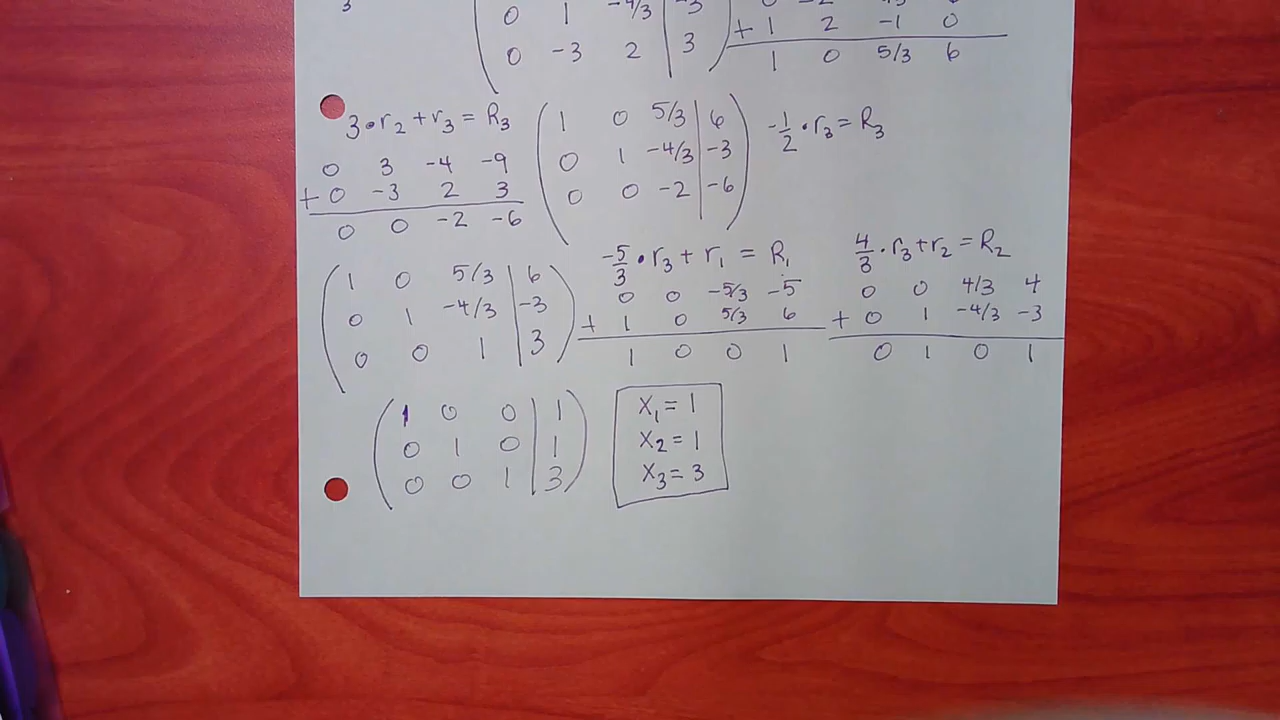 3
0 1 -4/3 | -3
+ 1 2 -1 0
0 -3 2 | 3
1 0 5/3 6
3 • r₂ + r₃ = R₃
0 3 -4 -9
+ 0 -3 2 3
0 0 -2 -6
1 0 5/3 | 6
0 1 -4/3 | -3
0 0 -2 | -6
-1/2 • r₃ = R₃
1 0 5/3 | 6
0 1 -4/3 | -3
0 0 1 | 3
-5/3 • r₃ + r₁ = R₁
0 0 -5/3 -5
+ 1 0 5/3 6
1 0 0 1
4/3 • r₃ + r₂ = R₂
0 0 4/3 4
+ 0 1 -4/3 -3
0 1 0 1
1 0 0 | 1
0 1 0 | 1
0 0 1 | 3
x₁ = 1
x₂ = 1
x₃ = 3